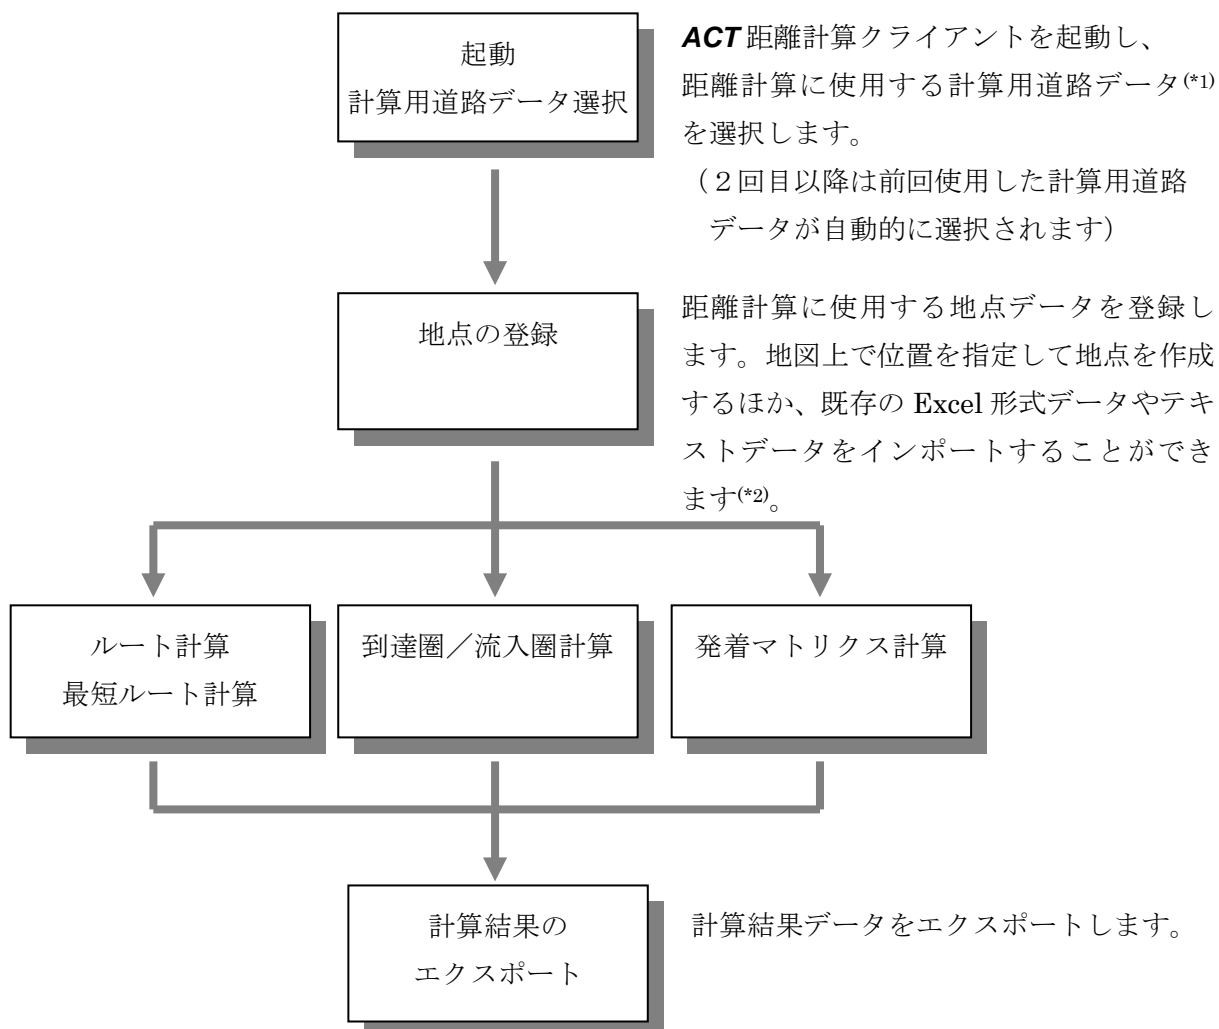 起動
計算用道路データ選択
ACT 距離計算クライアントを起動し、
距離計算に使用する計算用道路データ(*1)
を選択します。
（２回目以降は前回使用した計算用道路
データが自動的に選択されます）
地点の登録
距離計算に使用する地点データを登録し
ます。地図上で位置を指定して地点を作成
するほか、既存の Excel 形式データやテキ
ストデータをインポートすることができ
ます(*2)。
ルート計算
最短ルート計算
到達圏／流入圏計算
発着マトリクス計算
計算結果の
エクスポート
計算結果データをエクスポートします。